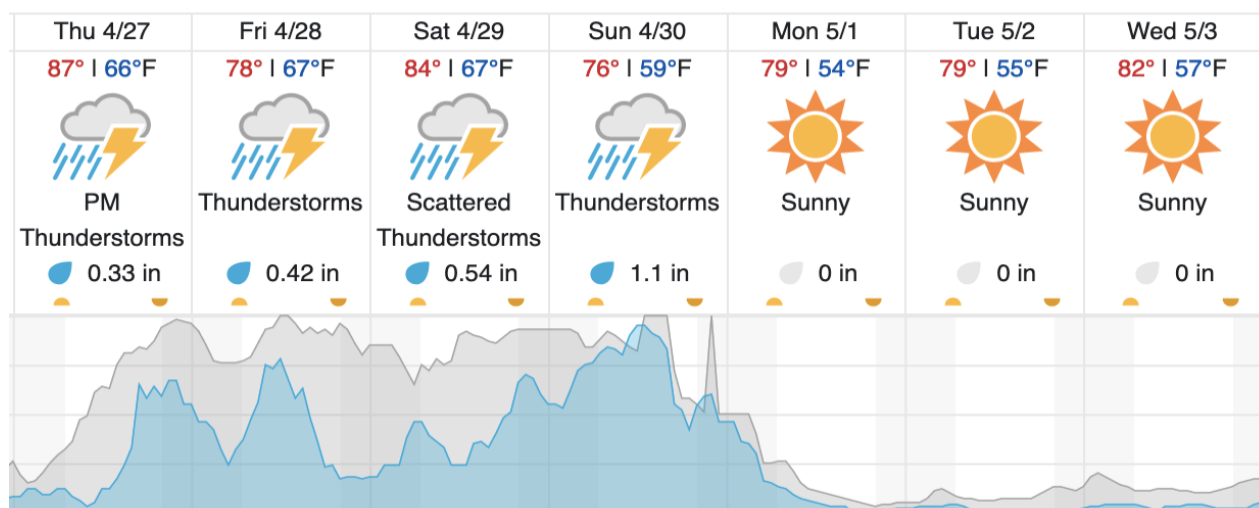 Thu 4/27
Fri 4/28
Sat 4/29
Sun 4/30
Mon 5/1
Tue 5/2
Wed 5/3
87° | 66°F
78° | 67°F
84° | 67°F
76° | 59°F
79° | 54°F
79° | 55°F
82° | 57°F
PM
Thunderstorms
Thunderstorms
Scattered
Thunderstorms
Thunderstorms
Sunny
Sunny
Sunny
0.33 in
0.42 in
0.54 in
1.1 in
0 in
0 in
0 in